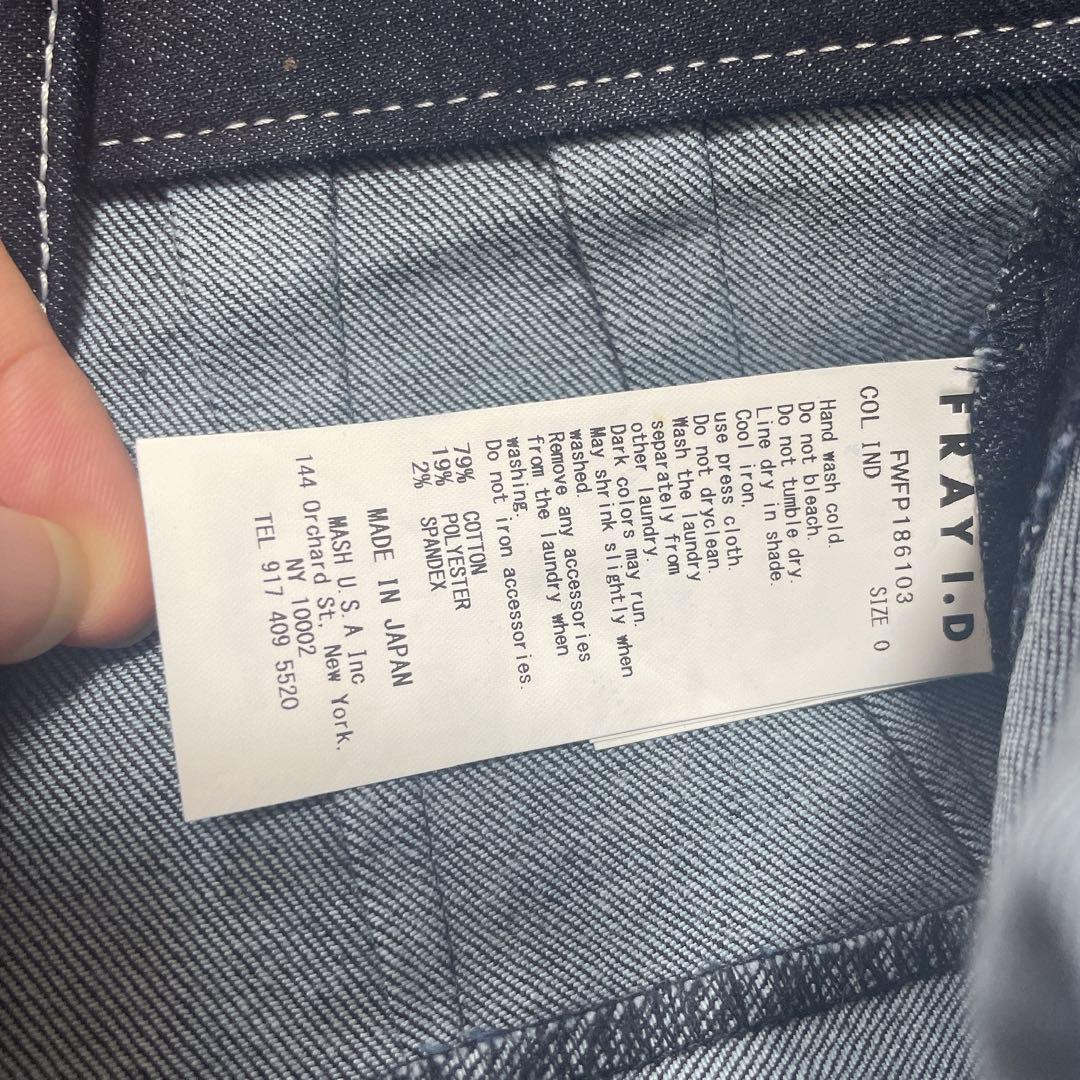 FRAY I.D
FWFP186103
COL IND SIZE 0
Hand wash cold.
Do not bleach.
Do not tumble dry.
Line dry in shade.
Cool iron,
use press cloth.
Do not dryclean.
Wash the laundry
separately from
other laundry.
Dark colors may run.
May shrink slightly when
washed.
Remove any accessories
from the laundry when
washing.
Do not iron accessories.
79% COTTON
19% POLYESTER
2% SPANDEX
MADE IN JAPAN
MASH U.S.A Inc
144 Orchard St, New York.
NY 10002
TEL 917 409 5520